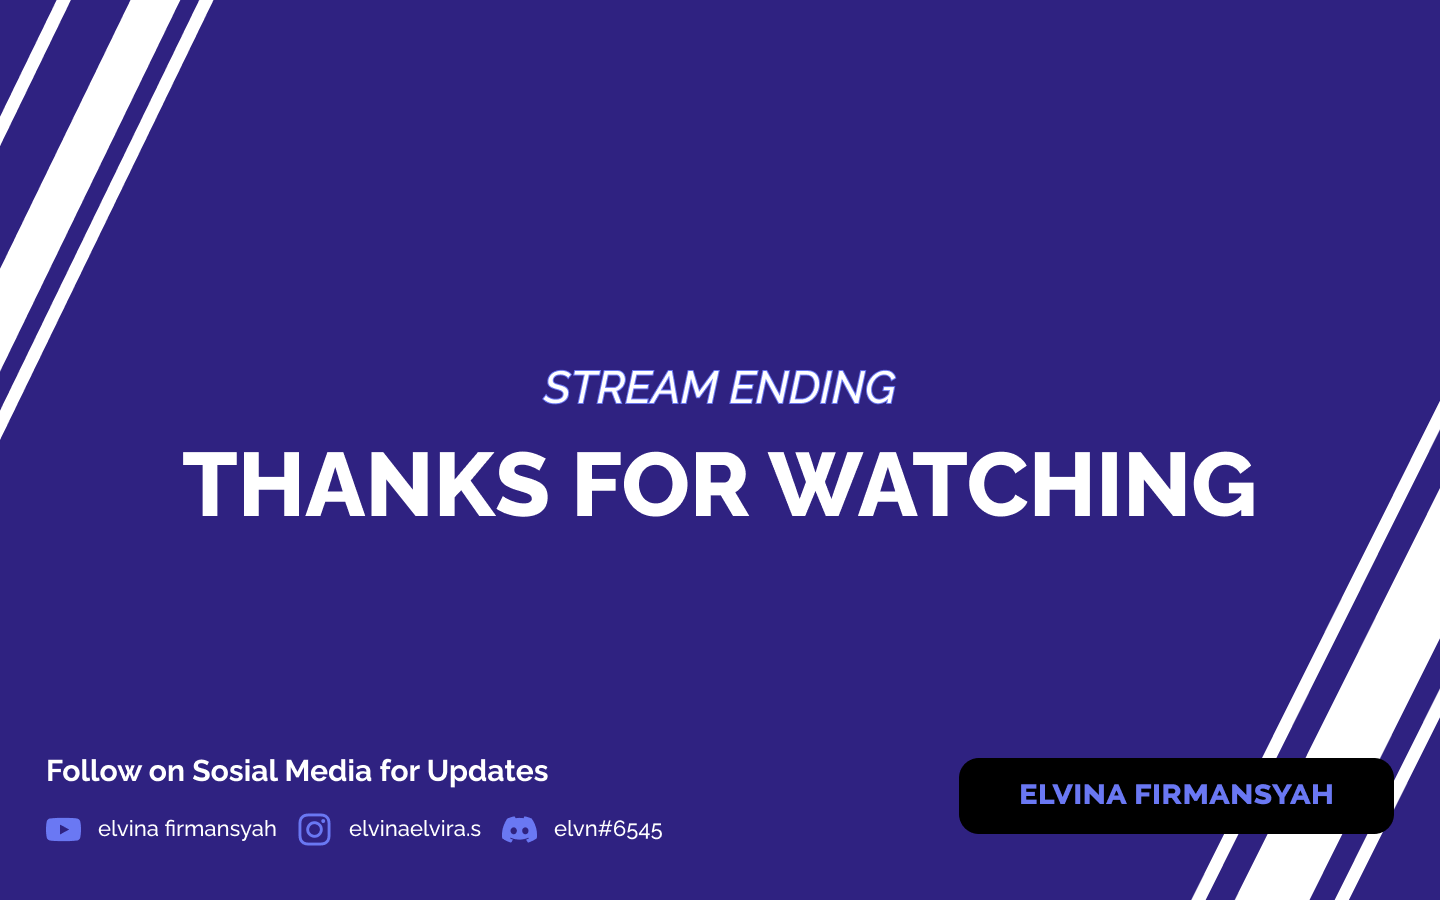 STREAM ENDING
THANKS FOR WATCHING
Follow on Sosial Media for Updates
elvina firmansyah elvinaelvira.s elvn#6545
ELVINA FIRMANSYAH